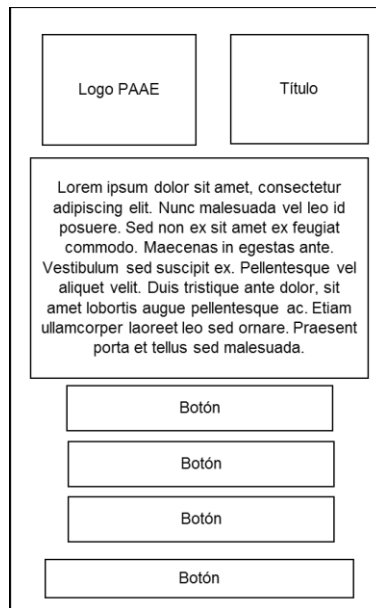 Logo PAAE
Título
Lorem ipsum dolor sit amet, consectetur
adipiscing elit. Nunc malesuada vel leo id
posuere. Sed non ex sit amet ex feugiat
commodo. Maecenas in egestas ante.
Vestibulum sed suscipit ex. Pellentesque vel
aliquet velit. Duis tristique ante dolor, sit
amet lobortis augue pellentesque ac. Etiam
ullamcorper laoreet leo sed ornare. Praesent
porta et tellus sed malesuada.
Botón
Botón
Botón
Botón